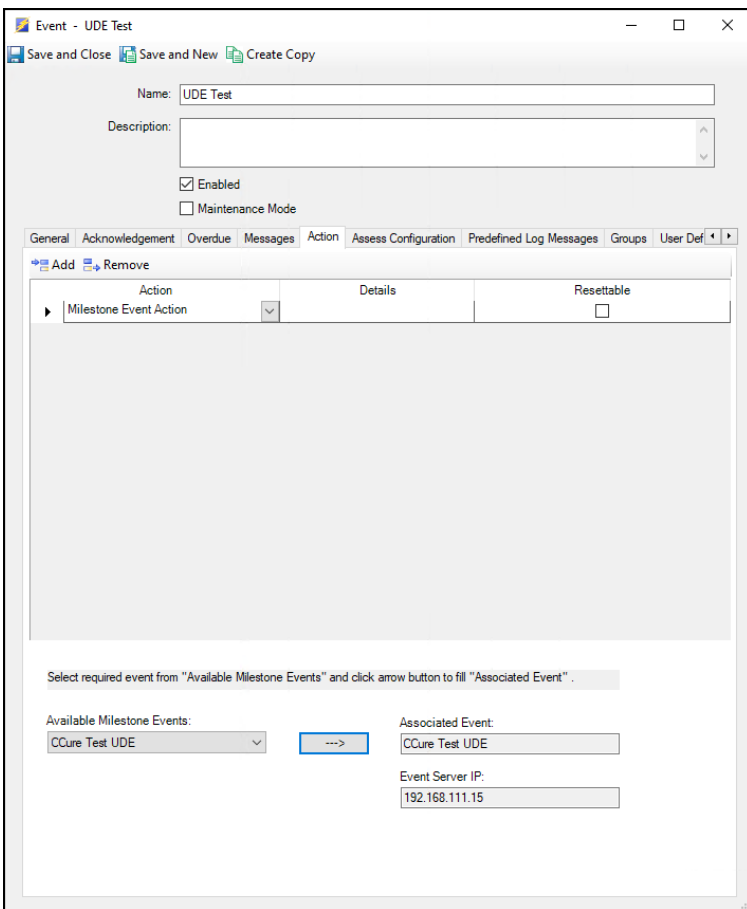 Event - UDE Test
Save and Close Save and New Create Copy
Name: UDE Test
Description:
Enabled
Maintenance Mode
General Acknowledgement Overdue Messages Action Assess Configuration Predefined Log Messages Groups User Def
Add Remove
Action Details Resettable
Milestone Event Action
Select required event from "Available Milestone Events" and click arrow button to fill "Associated Event" .
Available Milestone Events: Associated Event:
CCure Test UDE ---> CCure Test UDE
Event Server IP:
192.168.111.15